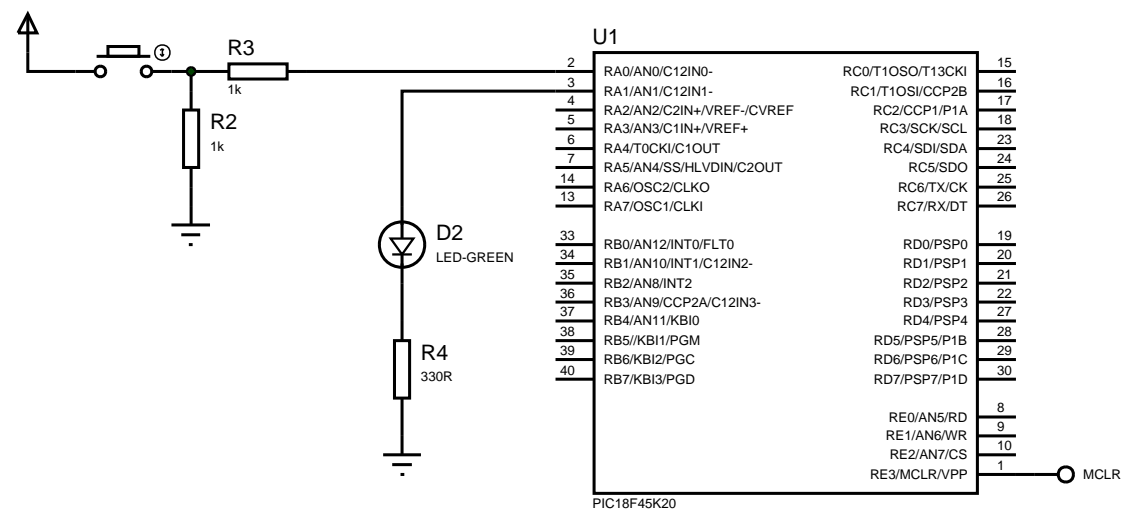 R3
1k
R2
1k
D2
LED-GREEN
R4
330R
U1
2 RA0/AN0/C12IN0- RC0/T1OSO/T13CKI 15
3 RA1/AN1/C12IN1- RC1/T1OSI/CCP2B 16
4 RA2/AN2/C2IN+/VREF-/CVREF RC2/CCP1/P1A 17
5 RA3/AN3/C1IN+/VREF+ RC3/SCK/SCL 18
6 RA4/T0CKI/C1OUT RC4/SDI/SDA 23
7 RA5/AN4/SS/HLVDIN/C2OUT RC5/SDO 24
14 RA6/OSC2/CLKO RC6/TX/CK 25
13 RA7/OSC1/CLKI RC7/RX/DT 26
33 RB0/AN12/INT0/FLT0 RD0/PSP0 19
34 RB1/AN10/INT1/C12IN2- RD1/PSP1 20
35 RB2/AN8/INT2 RD2/PSP2 21
36 RB3/AN9/CCP2A/C12IN3- RD3/PSP3 22
37 RB4/AN11/KBI0 RD4/PSP4 27
38 RB5//KBI1/PGM RD5/PSP5/P1B 28
39 RB6/KBI2/PGC RD6/PSP6/P1C 29
40 RB7/KBI3/PGD RD7/PSP7/P1D 30
RE0/AN5/RD 8
RE1/AN6/WR 9
RE2/AN7/CS 10
RE3/MCLR/VPP 1 MCLR
PIC18F45K20